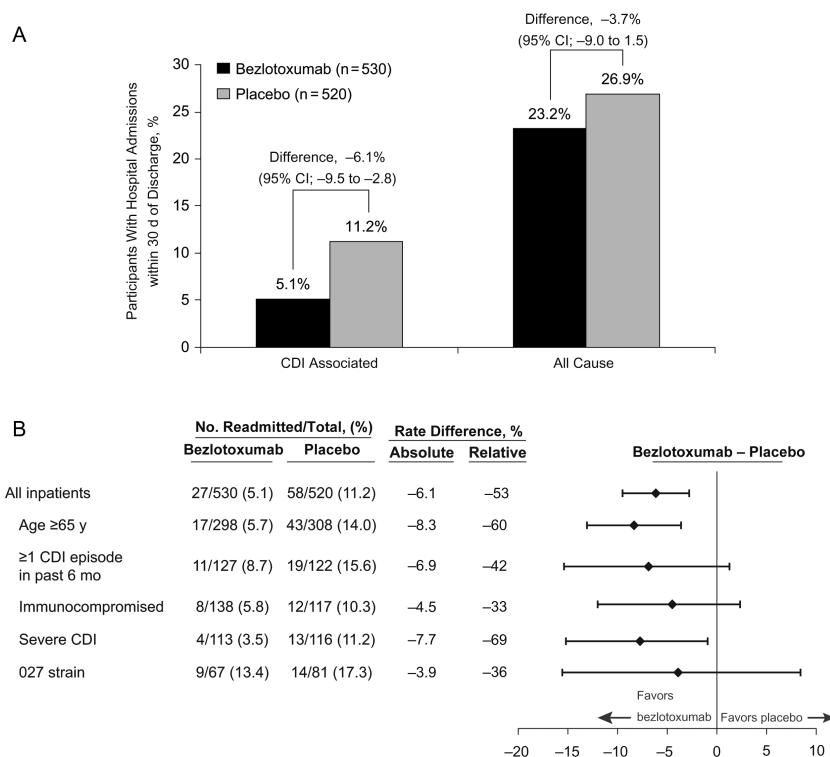 A
Difference, –3.7%
(95% CI; –9.0 to 1.5)
Participants With Hospital Admissions
within 30 d of Discharge, %
30
25
20
15
10
5
0
Bezlotoxumab (n=530)
Placebo (n=520)
Difference, –6.1%
(95% CI; –9.5 to –2.8)
5.1%
11.2%
23.2%
26.9%
CDI Associated
All Cause
B
No. Readmitted/Total, (%)
Rate Difference, %
Bezlotoxumab Placebo Absolute Relative Bezlotoxumab – Placebo
All inpatients 27/530 (5.1) 58/520 (11.2) –6.1 –53
Age ≥65 y 17/298 (5.7) 43/308 (14.0) –8.3 –60
≥1 CDI episode
in past 6 mo 11/127 (8.7) 19/122 (15.6) –6.9 –42
Immunocompromised 8/138 (5.8) 12/117 (10.3) –4.5 –33
Severe CDI 4/113 (3.5) 13/116 (11.2) –7.7 –69
027 strain 9/67 (13.4) 14/81 (17.3) –3.9 –36
Favors
bezlotoxumab
Favors placebo
–20 –15 –10 –5 0 5 10